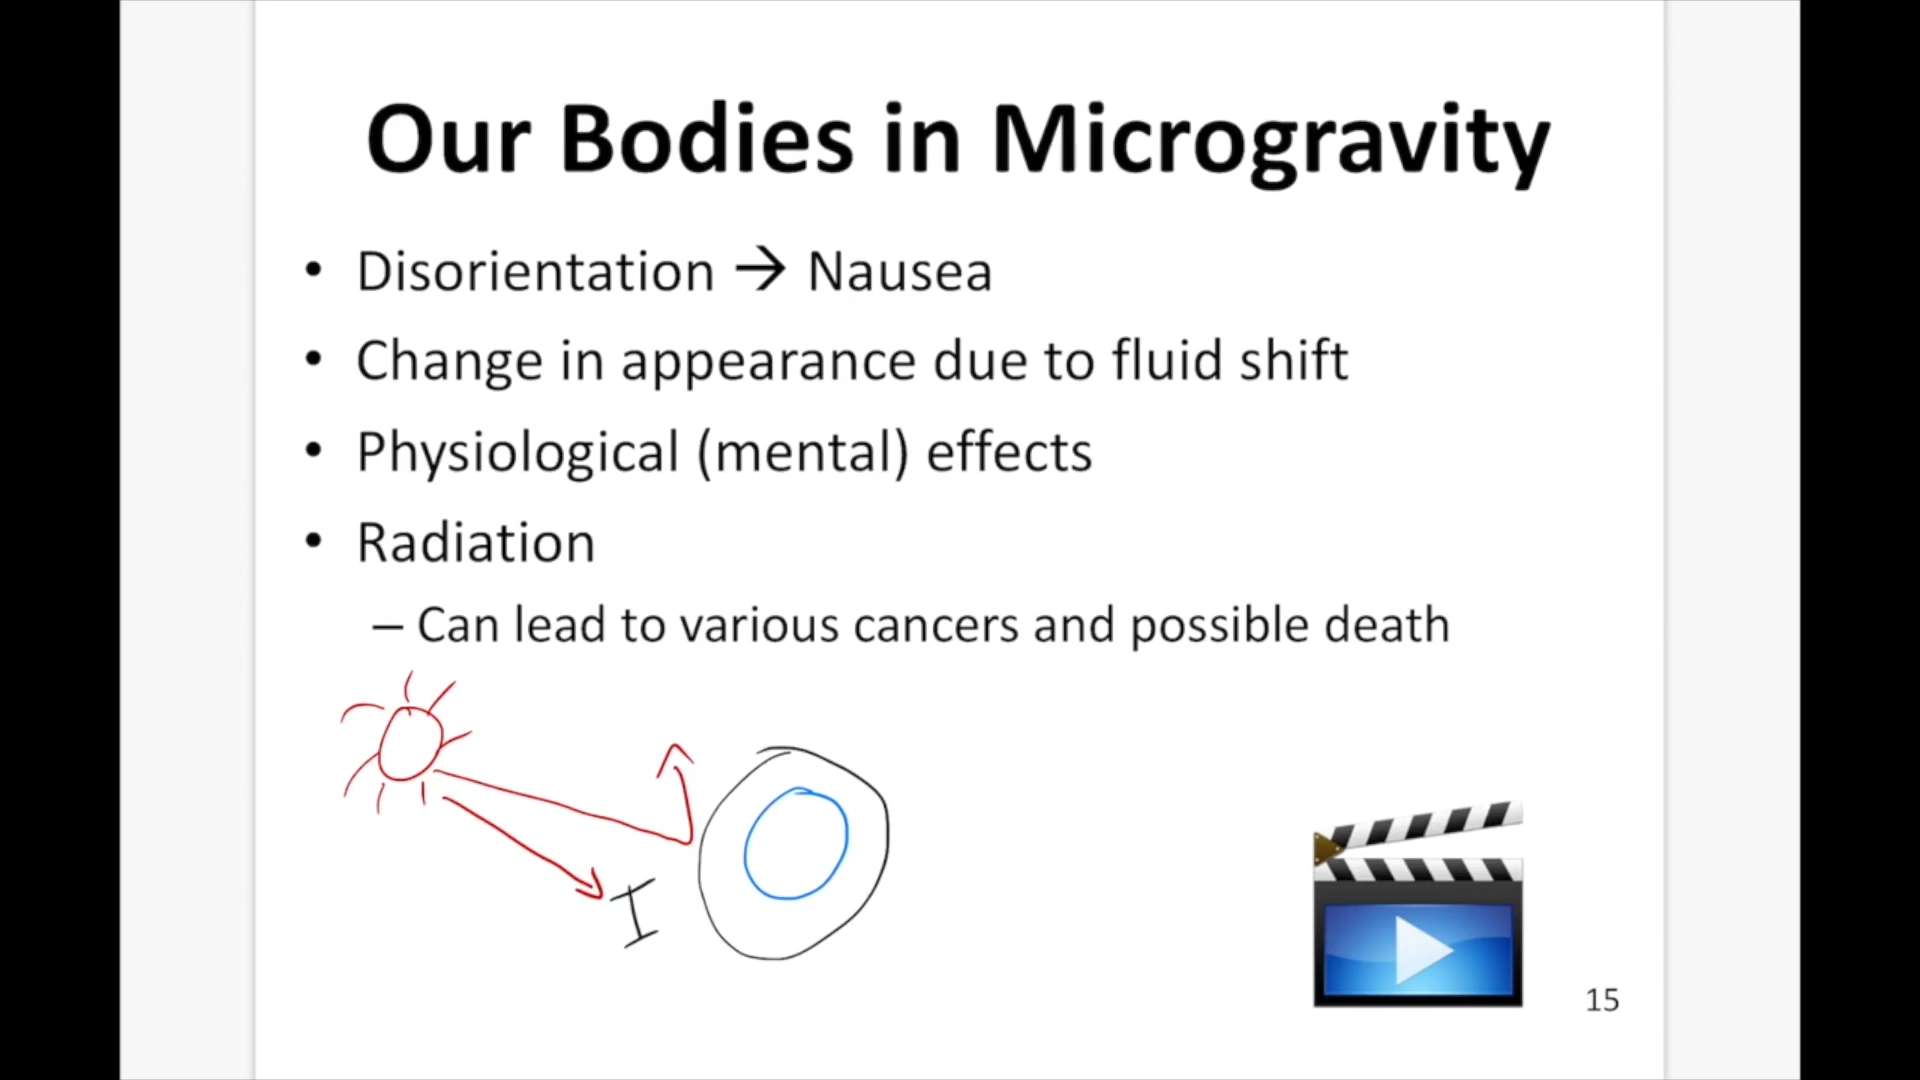 Our Bodies in Microgravity
• Disorientation → Nausea
• Change in appearance due to fluid shift
• Physiological (mental) effects
• Radiation
– Can lead to various cancers and possible death
15